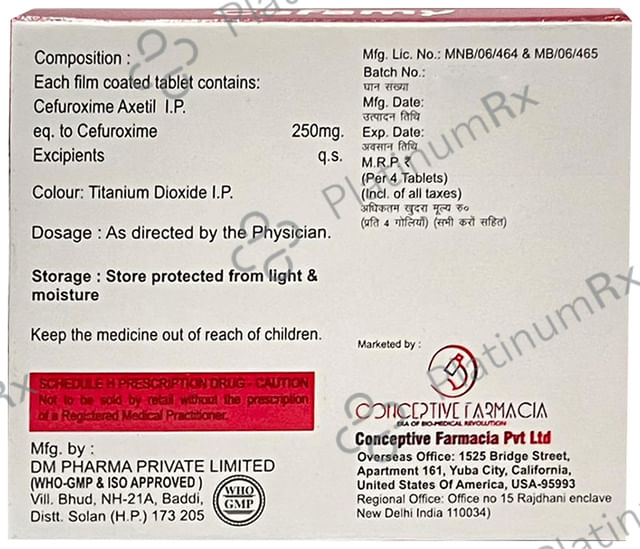 Composition :
Each film coated tablet contains:
Cefuroxime Axetil I.P.
eq. to Cefuroxime 250mg.
Excipients q.s.
Colour: Titanium Dioxide I.P.
Dosage : As directed by the Physician.
Storage : Store protected from light &
moisture
Keep the medicine out of reach of children.
SCHEDULE H PRESCRIPTION DRUG - CAUTION
Not to be sold by retail without the prescription
of a Registered Medical Practitioner.
Mfg. by :
DM PHARMA PRIVATE LIMITED
(WHO-GMP & ISO APPROVED )
Vill. Bhud, NH-21A, Baddi,
Distt. Solan (H.P.) 173 205
WHO
GMP
Mfg. Lic. No.: MNB/06/464 & MB/06/465
Batch No.:
घान संख्या
Mfg. Date:
उत्पादन तिथि
Exp. Date:
अवसान तिथि
M.R.P. ₹
(Per 4 Tablets)
(Incl. of all taxes)
अधिकतम खुदरा मूल्य रु०
(प्रति 4 गोलियाँ) (सभी करों सहित)
Marketed by :
CONCEPTIVE FARMACIA
ERA OF BIO-MEDICAL REVOLUTION
Conceptive Farmacia Pvt Ltd
Overseas Office: 1525 Bridge Street,
Apartment 161, Yuba City, California,
United States Of America, USA-95993
Regional Office: Office no 15 Rajdhani enclave
New Delhi India 110034)
PlatinumRx
PlatinumRx
PlatinumRx
PlatinumRx